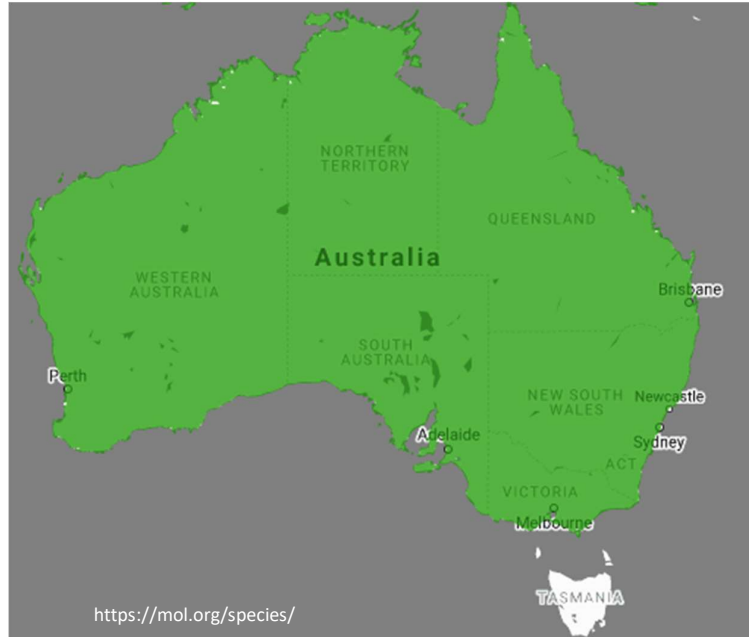 NORTHERN
TERRITORY
QUEENSLAND
Australia
WESTERN
AUSTRALIA
Brisbane
SOUTH
AUSTRALIA
Perth
NEW SOUTH
WALES
Newcastle
Adelaide
Sydney
ACT
VICTORIA
Melbourne
TASMANIA
https://mol.org/species/